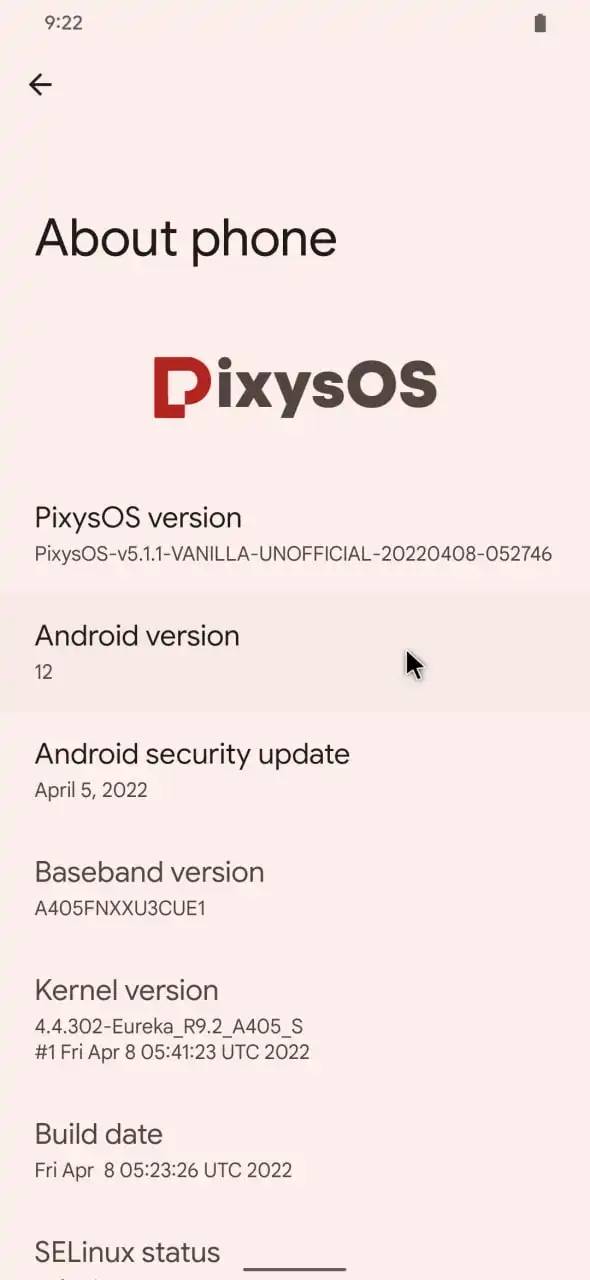 9:22
About phone
PixysOS
PixysOS version
PixysOS-v5.1.1-VANILLA-UNOFFICIAL-20220408-052746
Android version
12
Android security update
April 5, 2022
Baseband version
A405FNXXU3CUE1
Kernel version
4.4.302-Eureka_R9.2_A405_S
#1 Fri Apr 8 05:41:23 UTC 2022
Build date
Fri Apr  8 05:23:26 UTC 2022
SELinux status